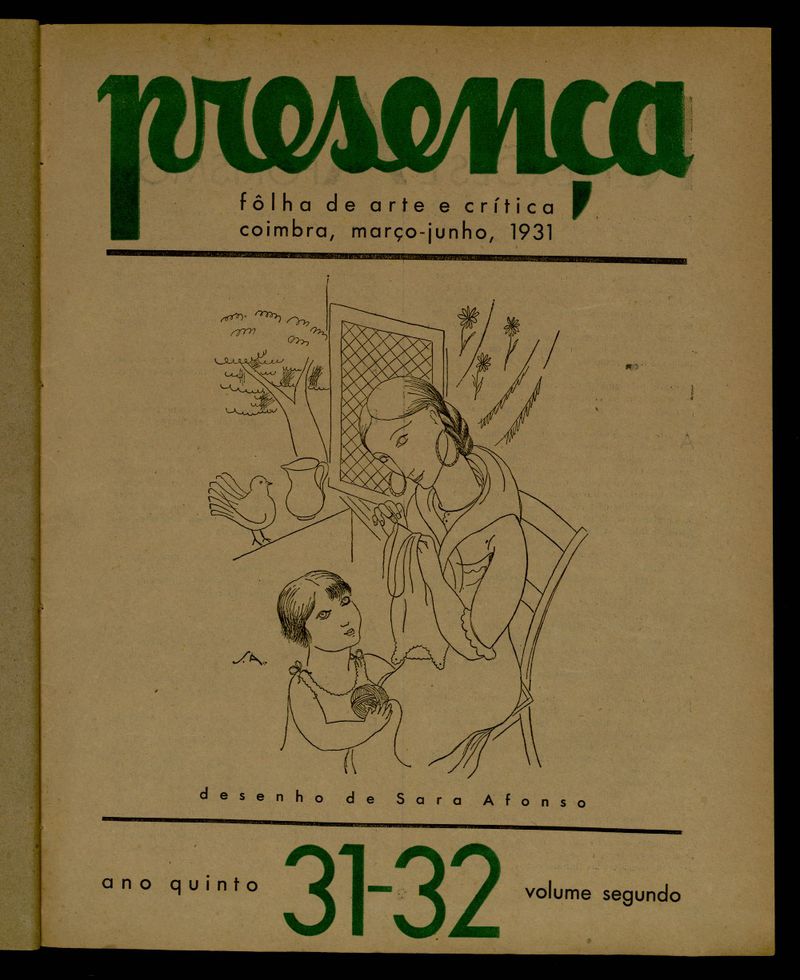 presença
fôlha de arte e crítica
coimbra, março-junho, 1931
S.A.
desenho de Sara Afonso
ano quinto 31-32 volume segundo